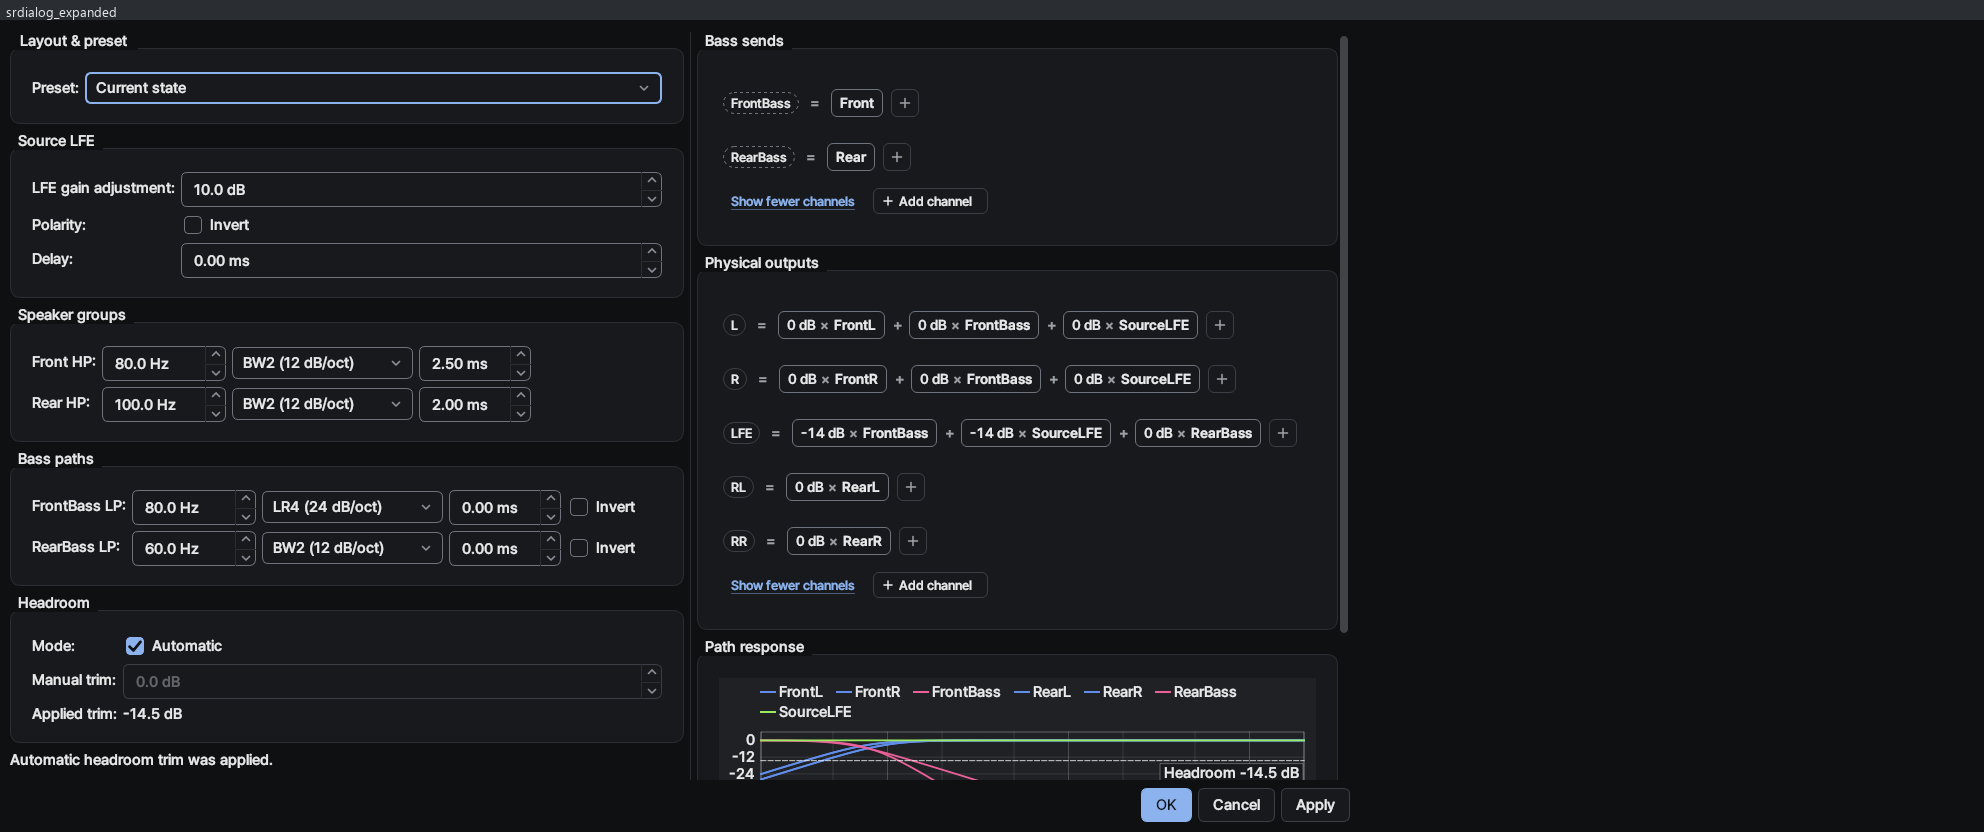 srdialog_expanded
Layout & preset
Preset: Current state
Source LFE
LFE gain adjustment: 10.0 dB
Polarity: Invert
Delay: 0.00 ms
Speaker groups
Front HP: 80.0 Hz BW2 (12 dB/oct) 2.50 ms
Rear HP: 100.0 Hz BW2 (12 dB/oct) 2.00 ms
Bass paths
FrontBass LP: 80.0 Hz LR4 (24 dB/oct) 0.00 ms Invert
RearBass LP: 60.0 Hz BW2 (12 dB/oct) 0.00 ms Invert
Headroom
Mode: Automatic
Manual trim: 0.0 dB
Applied trim: -14.5 dB
Automatic headroom trim was applied.
Bass sends
FrontBass = Front +
RearBass = Rear +
Show fewer channels + Add channel
Physical outputs
L = 0 dB × FrontL + 0 dB × FrontBass + 0 dB × SourceLFE +
R = 0 dB × FrontR + 0 dB × FrontBass + 0 dB × SourceLFE +
LFE = -14 dB × FrontBass + -14 dB × SourceLFE + 0 dB × RearBass +
RL = 0 dB × RearL +
RR = 0 dB × RearR +
Show fewer channels + Add channel
Path response
FrontL FrontR FrontBass RearL RearR RearBass
SourceLFE
0
-12
-24
Headroom -14.5 dB
OK Cancel Apply